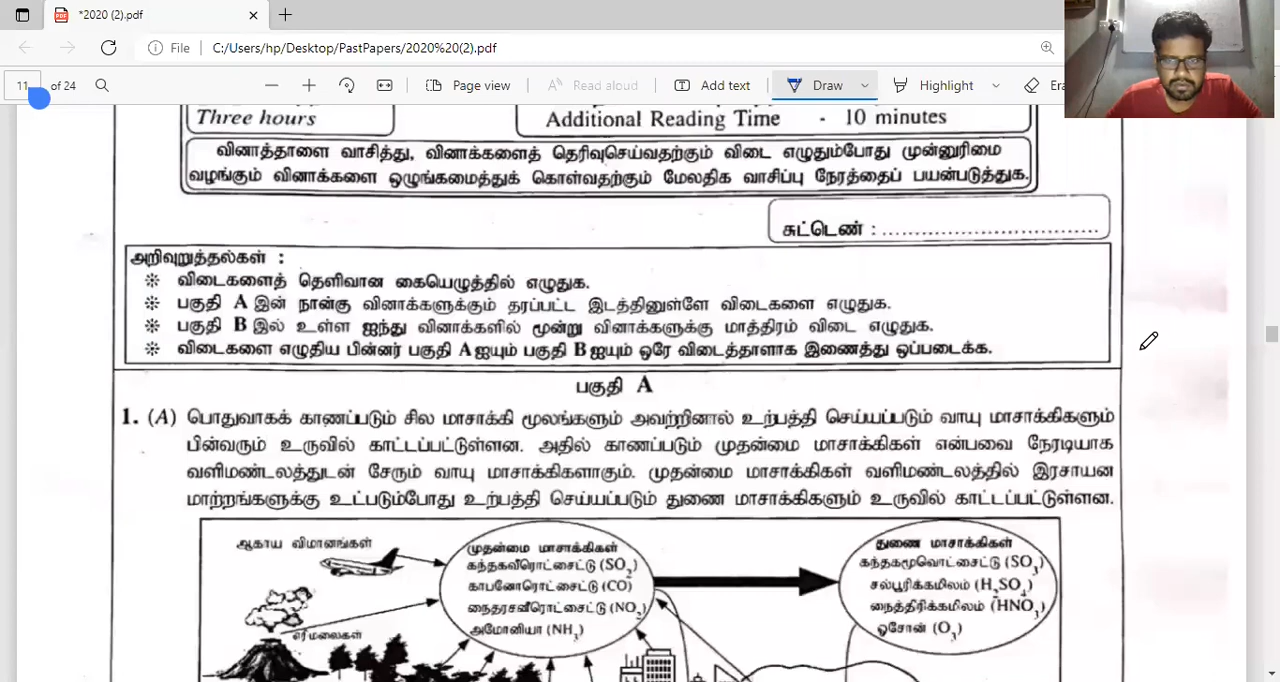 *2020 (2).pdf
File C:/Users/hp/Desktop/PastPapers/2020%20(2).pdf
11 of 24 Page view Read aloud Add text Draw Highlight
Three hours
Additional Reading Time - 10 minutes
வினாத்தாளை வாசித்து, வினாக்களைத் தெரிவுசெய்வதற்கும் விடை எழுதும்போது முன்னுரிமை
வழங்கும் வினாக்களை ஒழுங்கமைத்துக் கொள்வதற்கும் மேலதிக வாசிப்பு நேரத்தைப் பயன்படுத்துக.
சுட்டெண் : ................................
அறிவுறுத்தல்கள் :
※ விடைகளைத் தெளிவான கையெழுத்தில் எழுதுக.
※ பகுதி A இன் நான்கு வினாக்களுக்கும் தரப்பட்ட இடத்தினுள்ளே விடைகளை எழுதுக.
※ பகுதி B இல் உள்ள ஐந்து வினாக்களில் மூன்று வினாக்களுக்கு மாத்திரம் விடை எழுதுக.
※ விடைகளை எழுதிய பின்னர் பகுதி A ஐயும் பகுதி B ஐயும் ஒரே விடைத்தாளாக இணைத்து ஒப்படைக்க.
பகுதி A
1. (A) பொதுவாகக் காணப்படும் சில மாசாக்கி மூலங்களும் அவற்றினால் உற்பத்தி செய்யப்படும் வாயு மாசாக்கிகளும்
பின்வரும் உருவில் காட்டப்பட்டுள்ளன. அதில் காணப்படும் முதன்மை மாசாக்கிகள் என்பவை நேரடியாக
வளிமண்டலத்துடன் சேரும் வாயு மாசாக்கிகளாகும். முதன்மை மாசாக்கிகள் வளிமண்டலத்தில் இரசாயன
மாற்றங்களுக்கு உட்படும்போது உற்பத்தி செய்யப்படும் துணை மாசாக்கிகளும் உருவில் காட்டப்பட்டுள்ளன.
ஆகாய விமானங்கள்
எரிமலைகள்
முதன்மை மாசாக்கிகள்
கந்தகவீரொட்சைட்டு (SO₂)
காபனோரொட்சைட்டு (CO)
நைதரசனீரொட்சைட்டு (NO₂)
அமோனியா (NH₃)
துணை மாசாக்கிகள்
கந்தகமூவொட்சைட்டு (SO₃)
சல்பூரிக்கமிலம் (H₂SO₄)
நைத்திரிக்கமிலம் (HNO₃)
ஓசோன் (O₃)